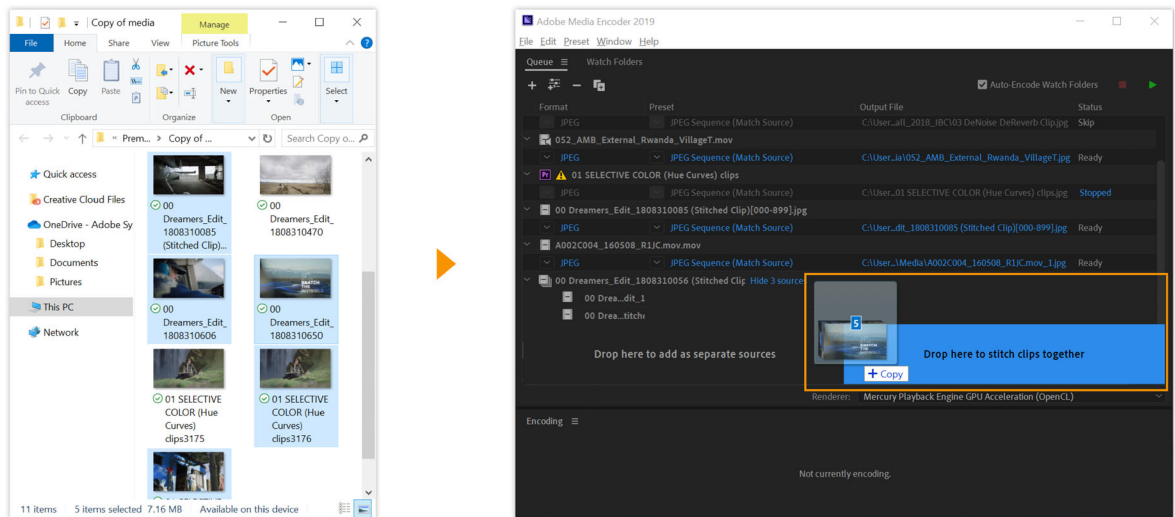 Copy of media
Manage
File
Home
Share
View
Picture Tools
Pin to Quick access
Copy
Paste
New
Properties
Select
Clipboard
Organize
Open
« Prem... > Copy of ...
Search Copy o...
Quick access
Creative Cloud Files
OneDrive - Adobe Sy
Desktop
Documents
Pictures
This PC
Network
00
Dreamers_Edit_
1808310085
(Stitched Clip)...
00
Dreamers_Edit_
1808310470
00
Dreamers_Edit_
1808310606
00
Dreamers_Edit_
1808310650
01 SELECTIVE
COLOR (Hue
Curves)
clips3175
01 SELECTIVE
COLOR (Hue
Curves)
clips3176
11 items
5 items selected 7.16 MB
Available on this device
Adobe Media Encoder 2019
File Edit Preset Window Help
Queue
Watch Folders
Auto-Encode Watch Folders
Format
Preset
Output File
Status
JPEG
JPEG Sequence (Match Source)
C:\User...all_2018_IBC\03 DeNoise DeReverb Clip.jpg
Skip
052_AMB_External_Rwanda_VillageT.mov
JPEG
JPEG Sequence (Match Source)
C:\User...ia\052_AMB_External_Rwanda_VillageT.jpg
Ready
Pr
01 SELECTIVE COLOR (Hue Curves) clips
JPEG
JPEG Sequence (Match Source)
C:\User...01 SELECTIVE COLOR (Hue Curves) clips.jpg
Stopped
00 Dreamers_Edit_1808310085 (Stitched Clip)[000-899].jpg
JPEG
JPEG Sequence (Match Source)
C:\User...dit_1808310085 (Stitched Clip)[000-899].jpg
Ready
A002C004_160508_R1JC.mov.mov
JPEG
JPEG Sequence (Match Source)
C:\User...\Media\A002C004_160508_R1JC.mov_1.jpg
Ready
00 Dreamers_Edit_1808310056 (Stitched Clip
Hide 3 source
00 Drea...dit_1
00 Drea...titche
5
Drop here to add as separate sources
Drop here to stitch clips together
+ Copy
Renderer:
Mercury Playback Engine GPU Acceleration (OpenCL)
Encoding
Not currently encoding.